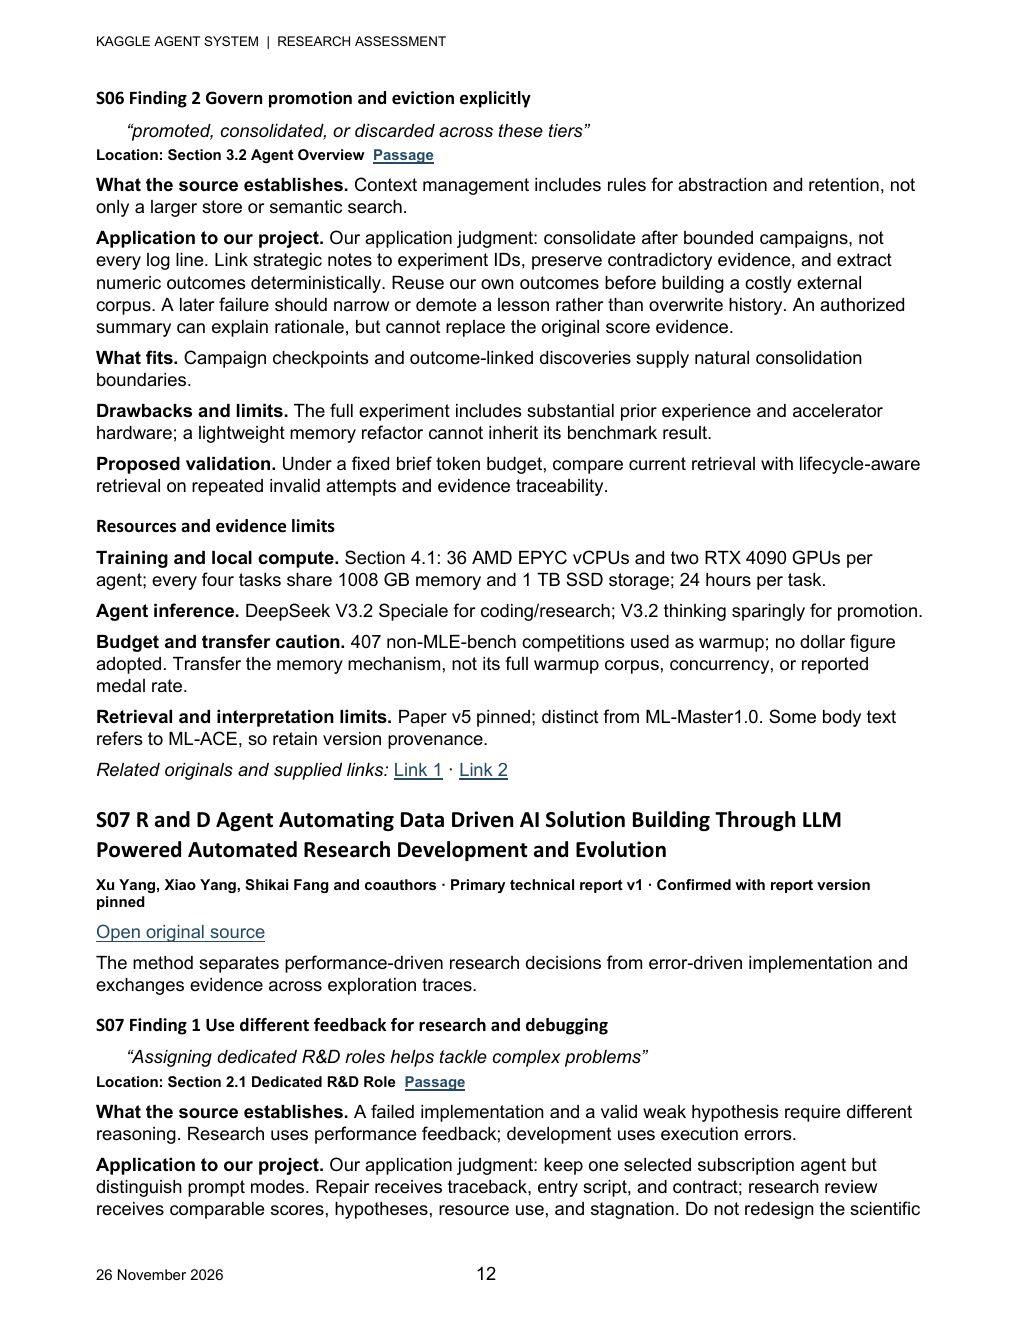 KAGGLE AGENT SYSTEM | RESEARCH ASSESSMENT
S06 Finding 2 Govern promotion and eviction explicitly
“promoted, consolidated, or discarded across these tiers”
Location: Section 3.2 Agent Overview Passage
What the source establishes. Context management includes rules for abstraction and retention, not
only a larger store or semantic search.
Application to our project. Our application judgment: consolidate after bounded campaigns, not
every log line. Link strategic notes to experiment IDs, preserve contradictory evidence, and extract
numeric outcomes deterministically. Reuse our own outcomes before building a costly external
corpus. A later failure should narrow or demote a lesson rather than overwrite history. An authorized
summary can explain rationale, but cannot replace the original score evidence.
What fits. Campaign checkpoints and outcome-linked discoveries supply natural consolidation
boundaries.
Drawbacks and limits. The full experiment includes substantial prior experience and accelerator
hardware; a lightweight memory refactor cannot inherit its benchmark result.
Proposed validation. Under a fixed brief token budget, compare current retrieval with lifecycle-aware
retrieval on repeated invalid attempts and evidence traceability.
Resources and evidence limits
Training and local compute. Section 4.1: 36 AMD EPYC vCPUs and two RTX 4090 GPUs per
agent; every four tasks share 1008 GB memory and 1 TB SSD storage; 24 hours per task.
Agent inference. DeepSeek V3.2 Speciale for coding/research; V3.2 thinking sparingly for promotion.
Budget and transfer caution. 407 non-MLE-bench competitions used as warmup; no dollar figure
adopted. Transfer the memory mechanism, not its full warmup corpus, concurrency, or reported
medal rate.
Retrieval and interpretation limits. Paper v5 pinned; distinct from ML-Master1.0. Some body text
refers to ML-ACE, so retain version provenance.
Related originals and supplied links: Link 1 · Link 2
S07 R and D Agent Automating Data Driven AI Solution Building Through LLM
Powered Automated Research Development and Evolution
Xu Yang, Xiao Yang, Shikai Fang and coauthors · Primary technical report v1 · Confirmed with report version
pinned
Open original source
The method separates performance-driven research decisions from error-driven implementation and
exchanges evidence across exploration traces.
S07 Finding 1 Use different feedback for research and debugging
“Assigning dedicated R&D roles helps tackle complex problems”
Location: Section 2.1 Dedicated R&D Role Passage
What the source establishes. A failed implementation and a valid weak hypothesis require different
reasoning. Research uses performance feedback; development uses execution errors.
Application to our project. Our application judgment: keep one selected subscription agent but
distinguish prompt modes. Repair receives traceback, entry script, and contract; research review
receives comparable scores, hypotheses, resource use, and stagnation. Do not redesign the scientific
26 November 2026 12